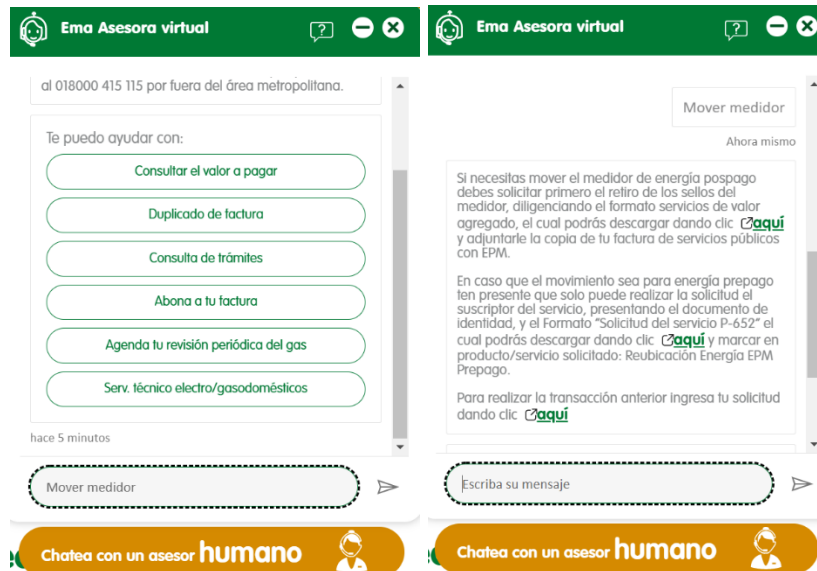 Ema Asesora virtual
?
al 018000 415 115 por fuera del área metropolitana.
Te puedo ayudar con:
Consultar el valor a pagar
Duplicado de factura
Consulta de trámites
Abona a tu factura
Agenda tu revisión periódica del gas
Serv. técnico electro/gasodomésticos
hace 5 minutos
Mover medidor
Chatea con un asesor humano
Ema Asesora virtual
?
Mover medidor
Ahora mismo
Si necesitas mover el medidor de energía pospago
debes solicitar primero el retiro de los sellos del
medidor, diligenciando el formato servicios de valor
agregado, el cual podrás descargar dando clic aquí
y adjuntarle la copia de tu factura de servicios públicos
con EPM.
En caso que el movimiento sea para energía prepago
ten presente que solo puede realizar la solicitud el
suscriptor del servicio, presentando el documento de
identidad, y el Formato "Solicitud del servicio P-652" el
cual podrás descargar dando clic aquí y marcar en
producto/servicio solicitado: Reubicación Energía EPM
Prepago.
Para realizar la transacción anterior ingresa tu solicitud
dando clic aquí
Escriba su mensaje
Chatea con un asesor humano